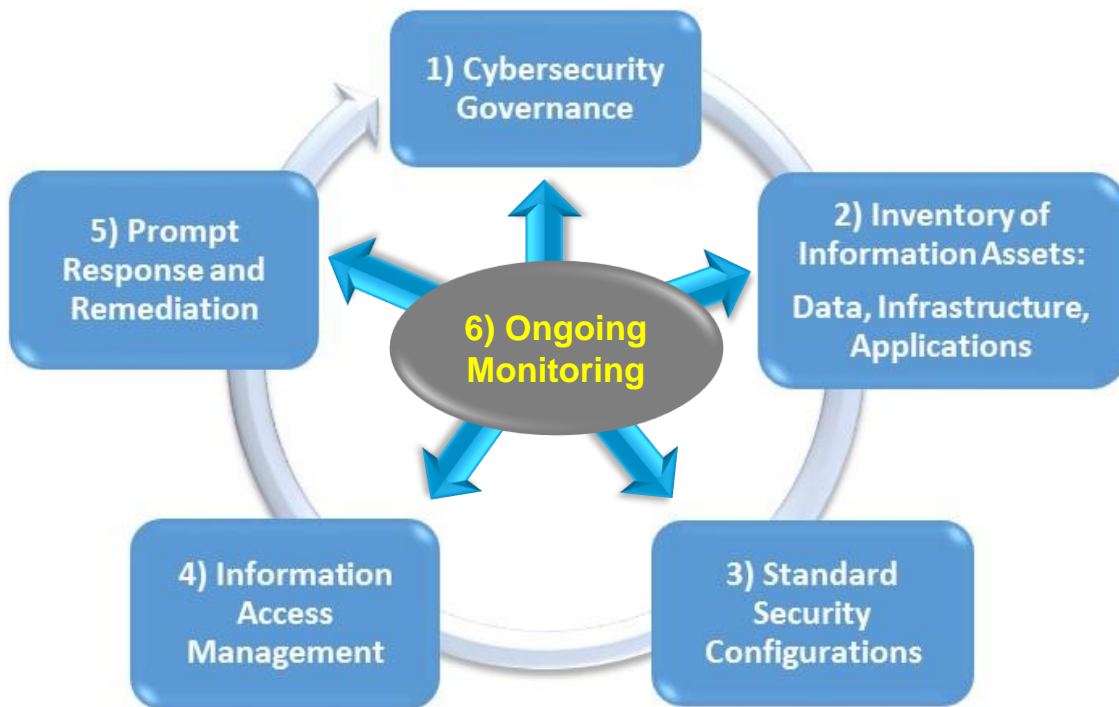 1) Cybersecurity
Governance
2) Inventory of
Information Assets:
Data, Infrastructure,
Applications
3) Standard
Security
Configurations
4) Information
Access
Management
5) Prompt
Response and
Remediation
6) Ongoing
Monitoring